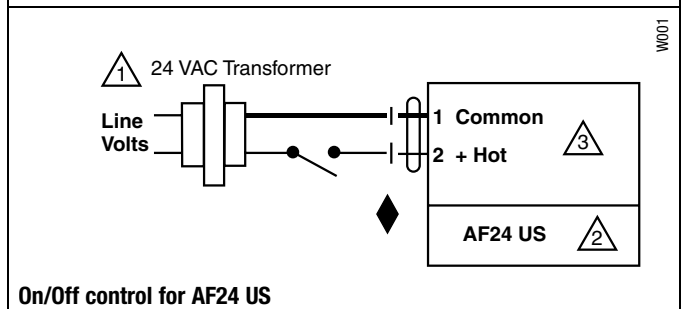 W001
1 24 VAC Transformer
Line
Volts
1 Common
2 + Hot
3
AF24 US 2
On/Off control for AF24 US